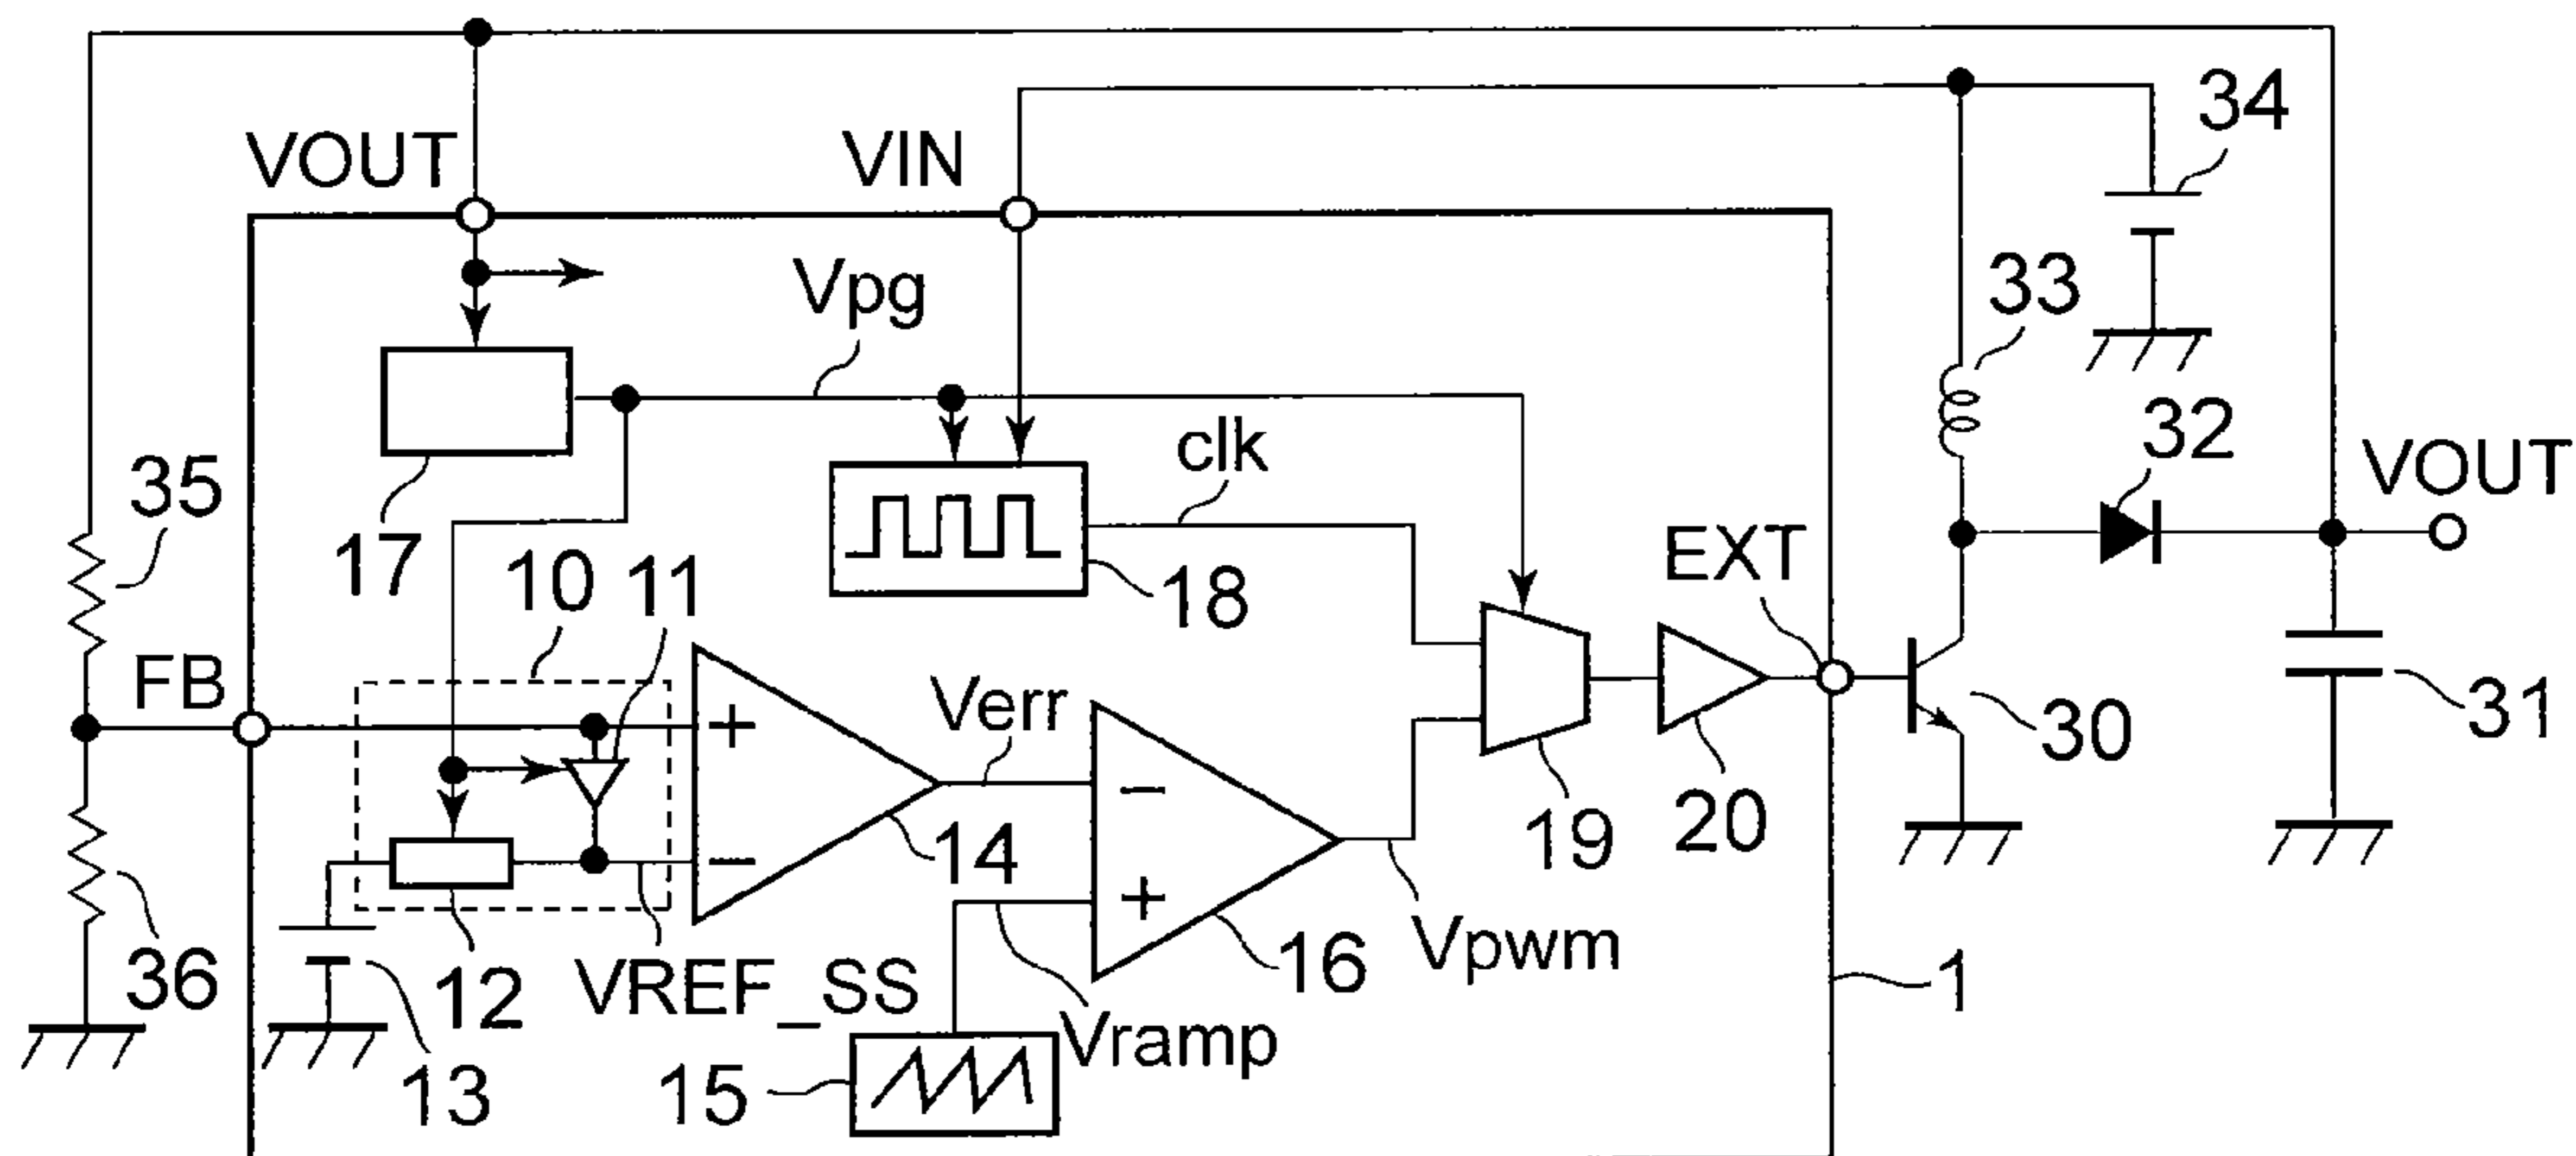 34
VOUT
VIN
Vpg
33
clk
32
VOUT
35
17
10
11
18
EXT
FB
Verr
30
31
14
19
20
36
12
VREF_SS
16
Vpwm
1
13
15
Vramp
+
−
−
+